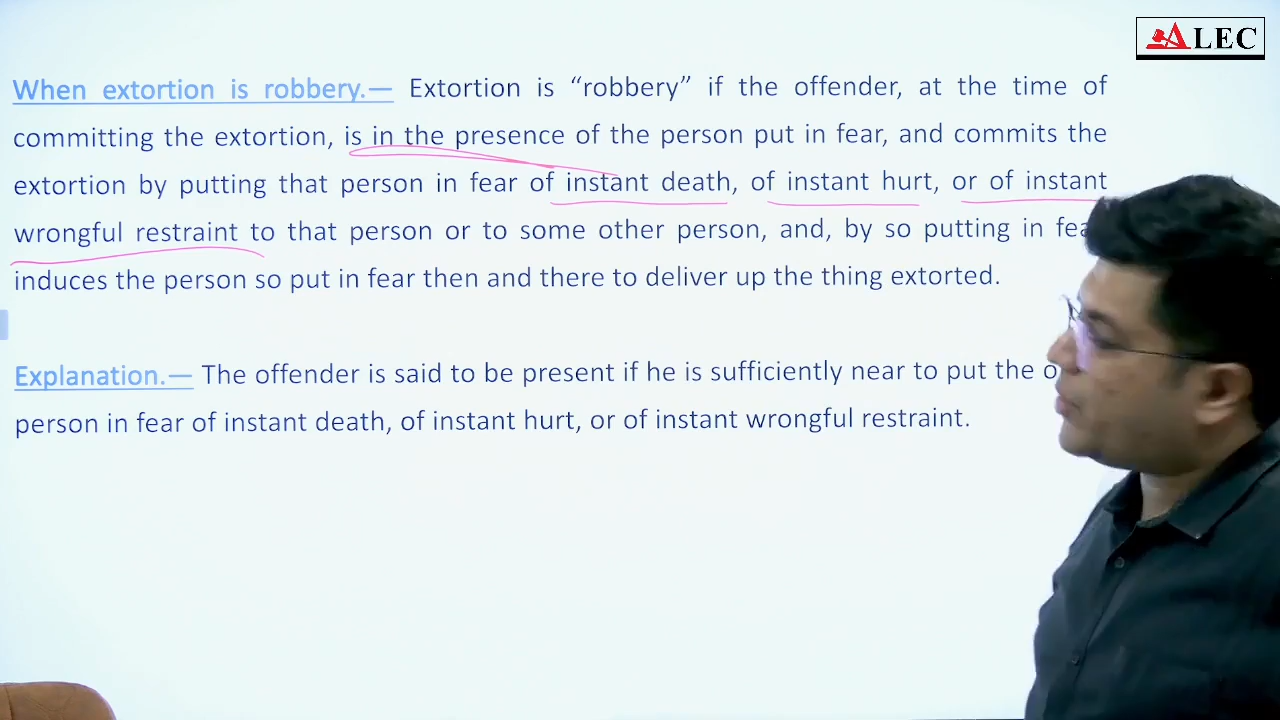 ALEC
When extortion is robbery.— Extortion is “robbery” if the offender, at the time of
committing the extortion, is in the presence of the person put in fear, and commits the
extortion by putting that person in fear of instant death, of instant hurt, or of instant
wrongful restraint to that person or to some other person, and, by so putting in
induces the person so put in fear then and there to deliver up the thing extorted.
Explanation.— The offender is said to be present if he is sufficiently near to put the
person in fear of instant death, of instant hurt, or of instant wrongful restraint.